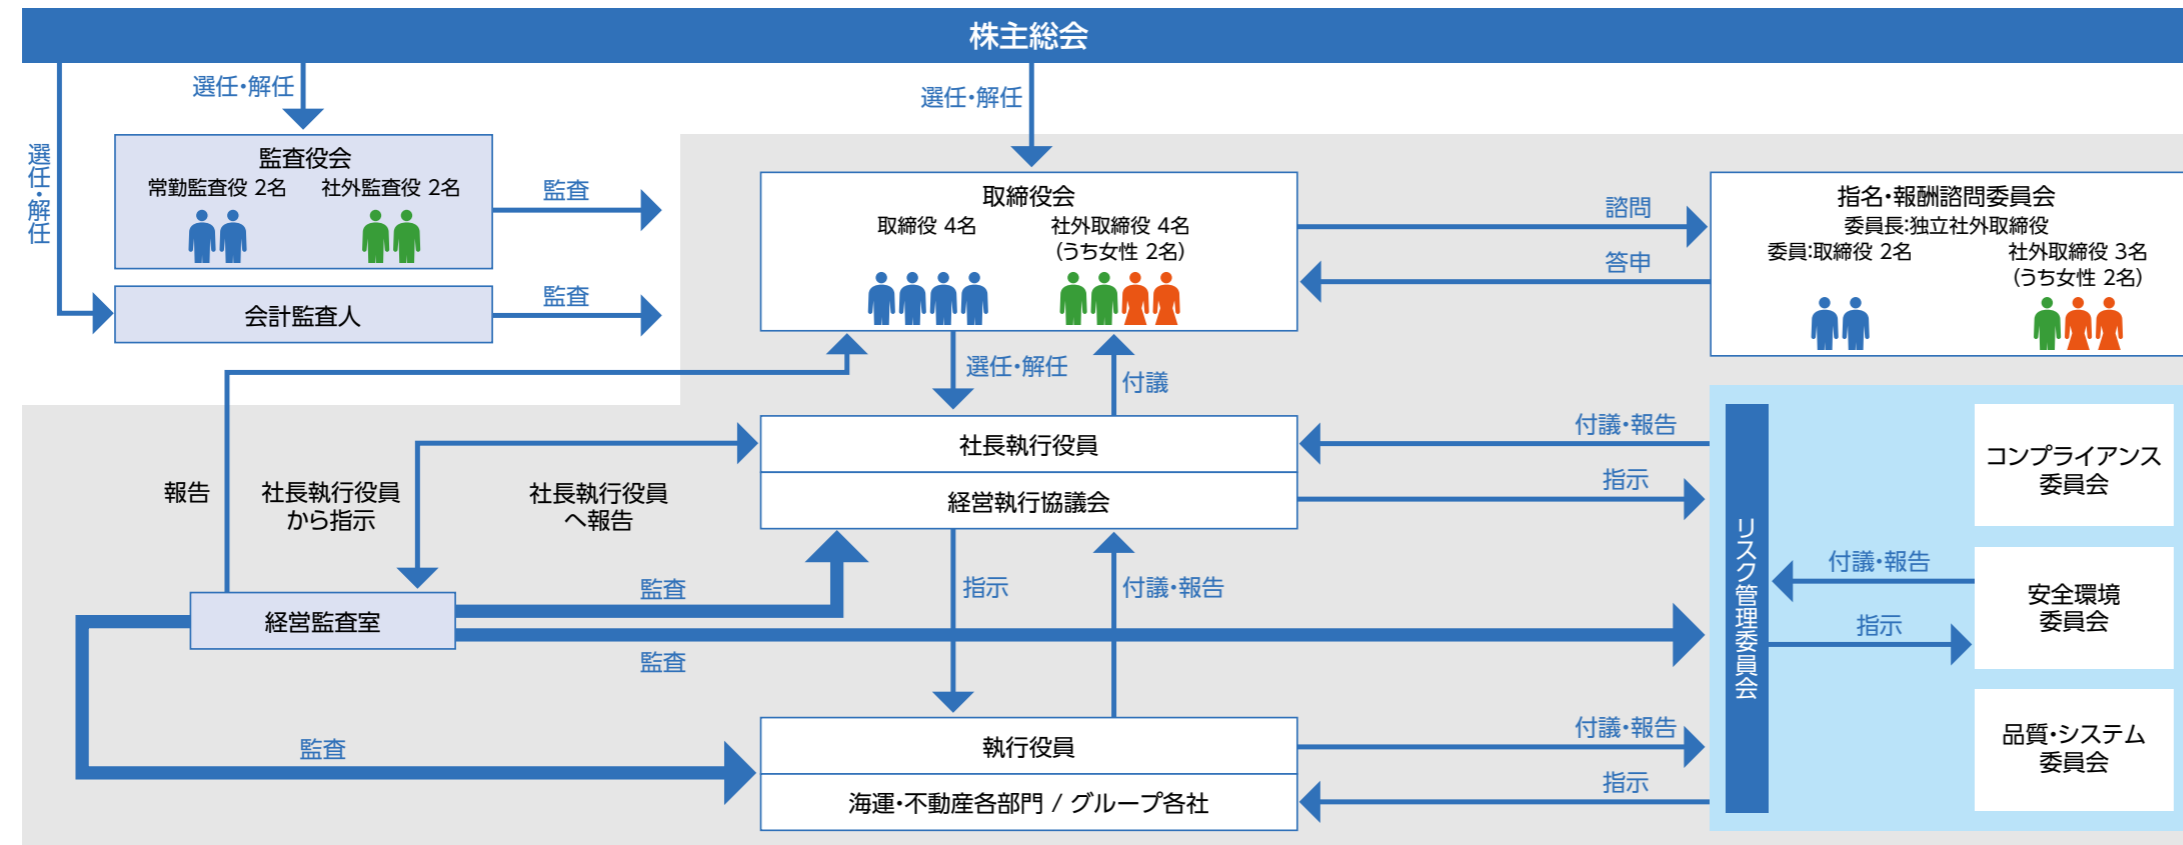 株主総会
選任・解任
選任・解任
選任・解任
監査役会
常勤監査役 2名 社外監査役 2名
監査
会計監査人
監査
取締役会
取締役 4名 社外取締役 4名
(うち女性 2名)
諮問
答申
指名・報酬諮問委員会
委員長:独立社外取締役
委員:取締役 2名 社外取締役 3名
(うち女性 2名)
選任・解任
付議
社長執行役員
経営執行協議会
付議・報告
指示
報告
社長執行役員
から指示
社長執行役員
へ報告
経営監査室
監査
監査
監査
指示
付議・報告
執行役員
海運・不動産各部門 / グループ各社
付議・報告
指示
リスク管理委員会
付議・報告
指示
コンプライアンス
委員会
安全環境
委員会
品質・システム
委員会